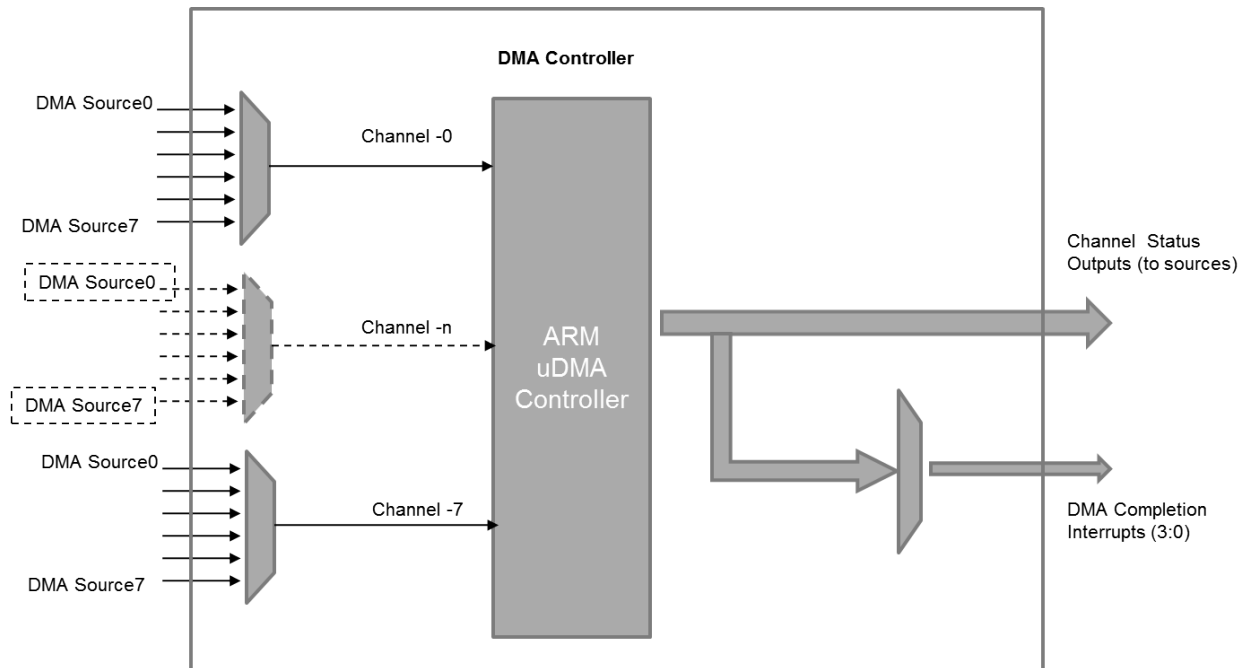 DMA Controller
DMA Source0
Channel -0
DMA Source7
DMA Source0
Channel -n
DMA Source7
DMA Source0
Channel -7
DMA Source7
ARM
uDMA
Controller
Channel Status
Outputs (to sources)
DMA Completion
Interrupts (3:0)